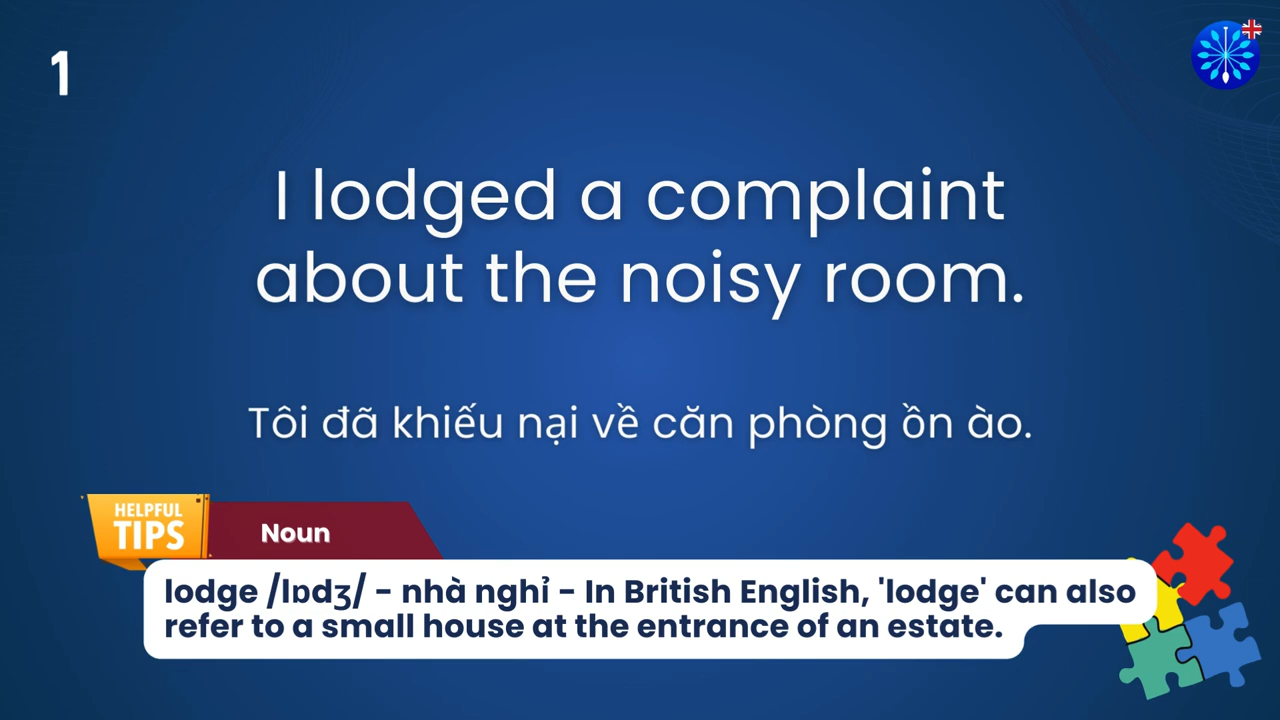 1
I lodged a complaint
about the noisy room.
Tôi đã khiếu nại về căn phòng ồn ào.
HELPFUL
TIPS
Noun
lodge /lɒdʒ/ - nhà nghỉ - In British English, 'lodge' can also
refer to a small house at the entrance of an estate.